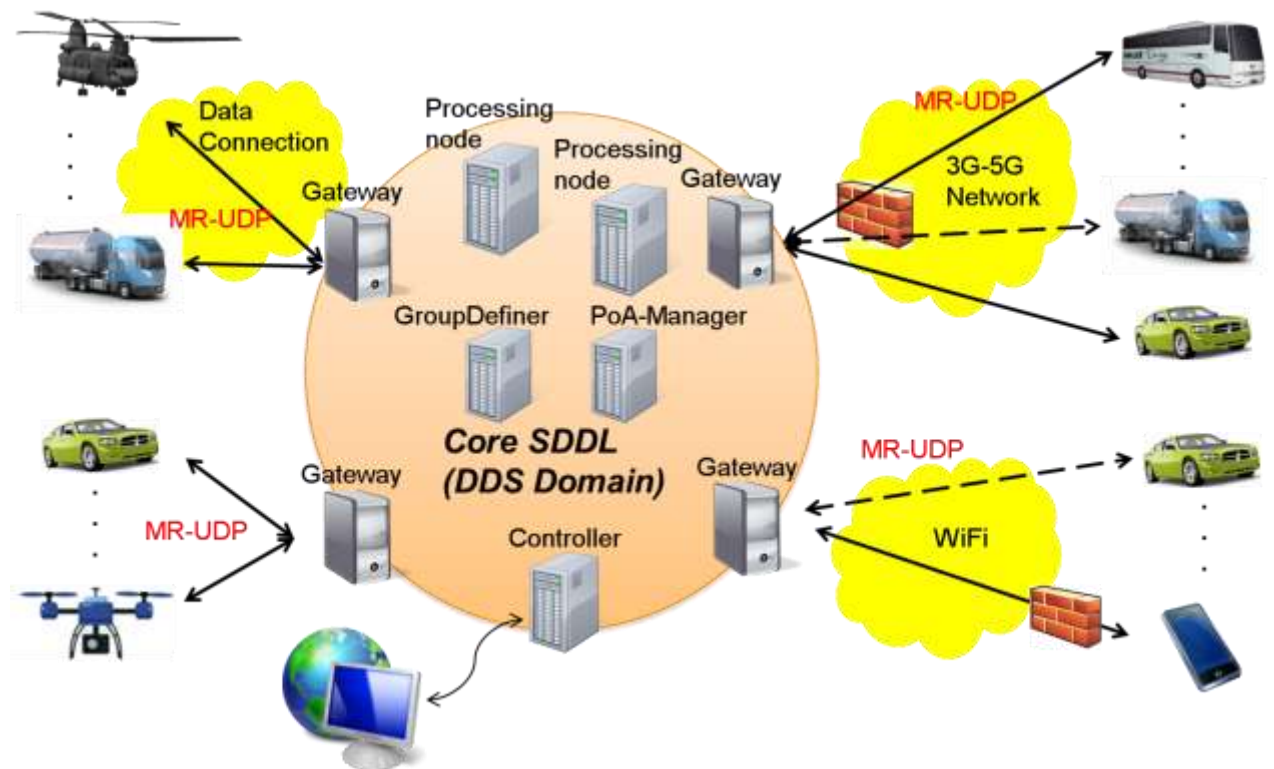 Data
Connection
MR-UDP
Gateway
Processing
node
Processing
node
Gateway
MR-UDP
3G-5G
Network
GroupDefiner
PoA-Manager
Core SDDL
(DDS Domain)
Gateway
MR-UDP
Gateway
Controller
MR-UDP
WiFi